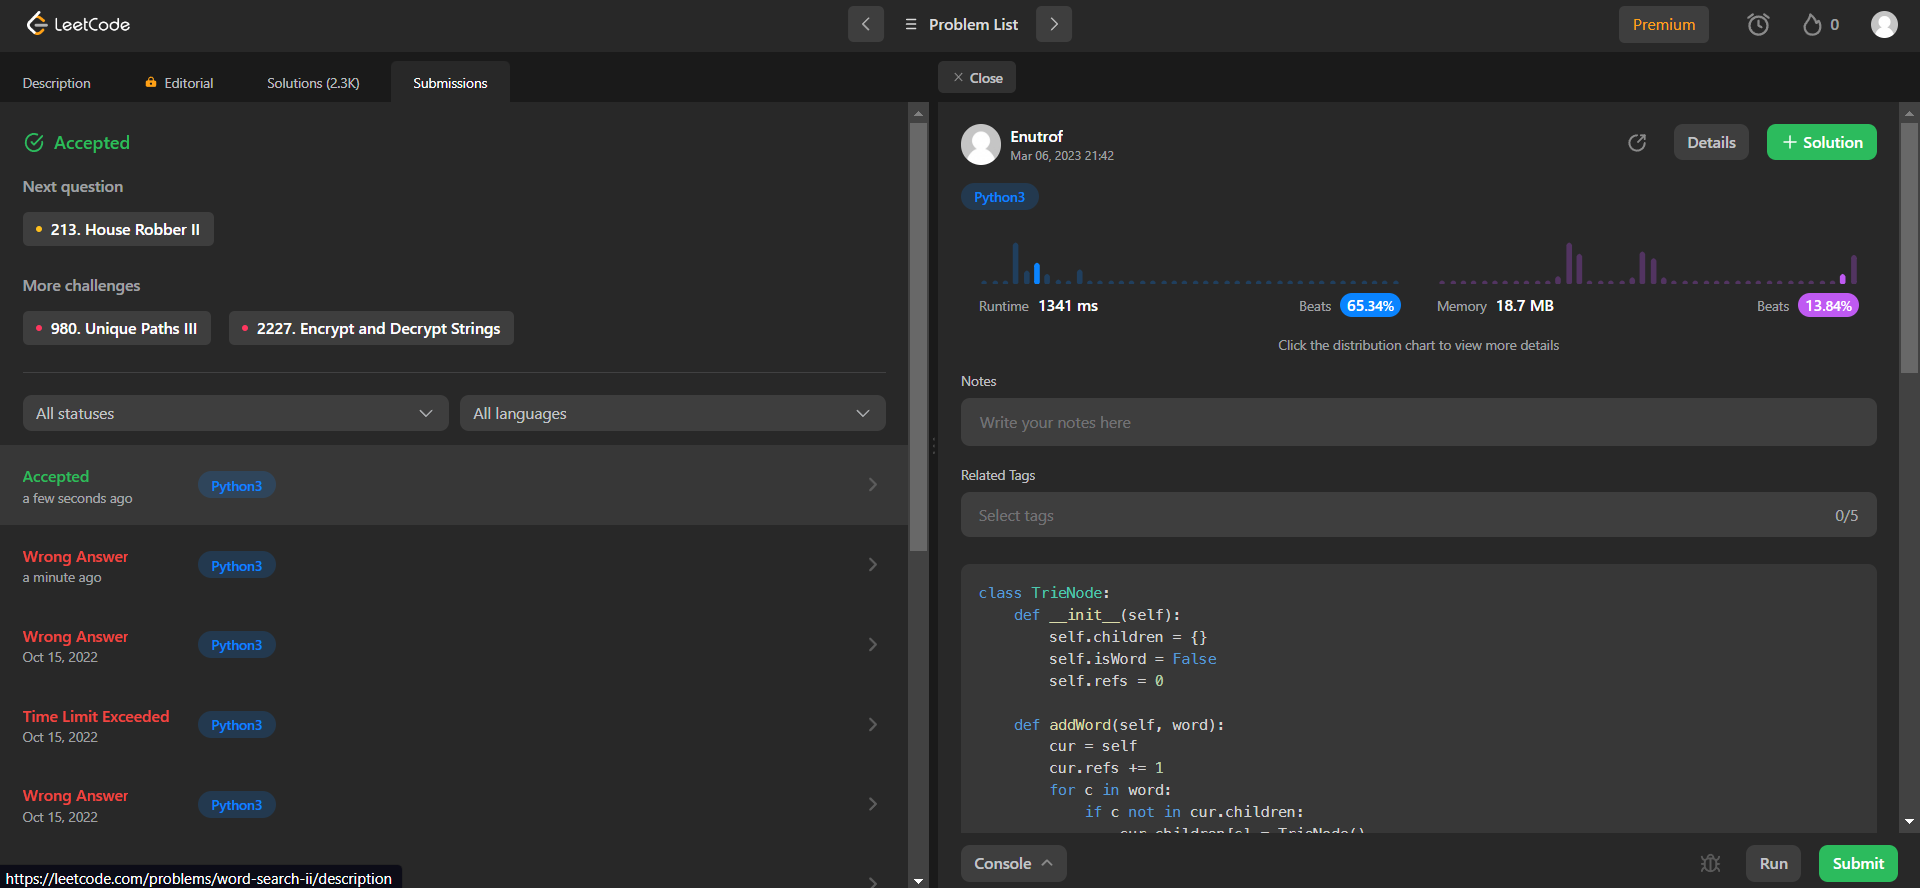 LeetCode
Problem List
Premium
0
Description
Editorial
Solutions (2.3K)
Submissions
Accepted
Next question
213. House Robber II
More challenges
980. Unique Paths III
2227. Encrypt and Decrypt Strings
All statuses
All languages
Accepted
a few seconds ago
Python3
Wrong Answer
a minute ago
Python3
Wrong Answer
Oct 15, 2022
Python3
Time Limit Exceeded
Oct 15, 2022
Python3
Wrong Answer
Oct 15, 2022
Python3
https://leetcode.com/problems/word-search-ii/description
Close
Enutrof
Mar 06, 2023 21:42
Details
+ Solution
Python3
Runtime 1341 ms
Beats 65.34%
Memory 18.7 MB
Beats 13.84%
Click the distribution chart to view more details
Notes
Write your notes here
Related Tags
Select tags
0/5
class TrieNode:
    def __init__(self):
        self.children = {}
        self.isWord = False
        self.refs = 0
    def addWord(self, word):
        cur = self
        cur.refs += 1
        for c in word:
            if c not in cur.children:
                cur.children[c] = TrieNode()
Console
Run
Submit